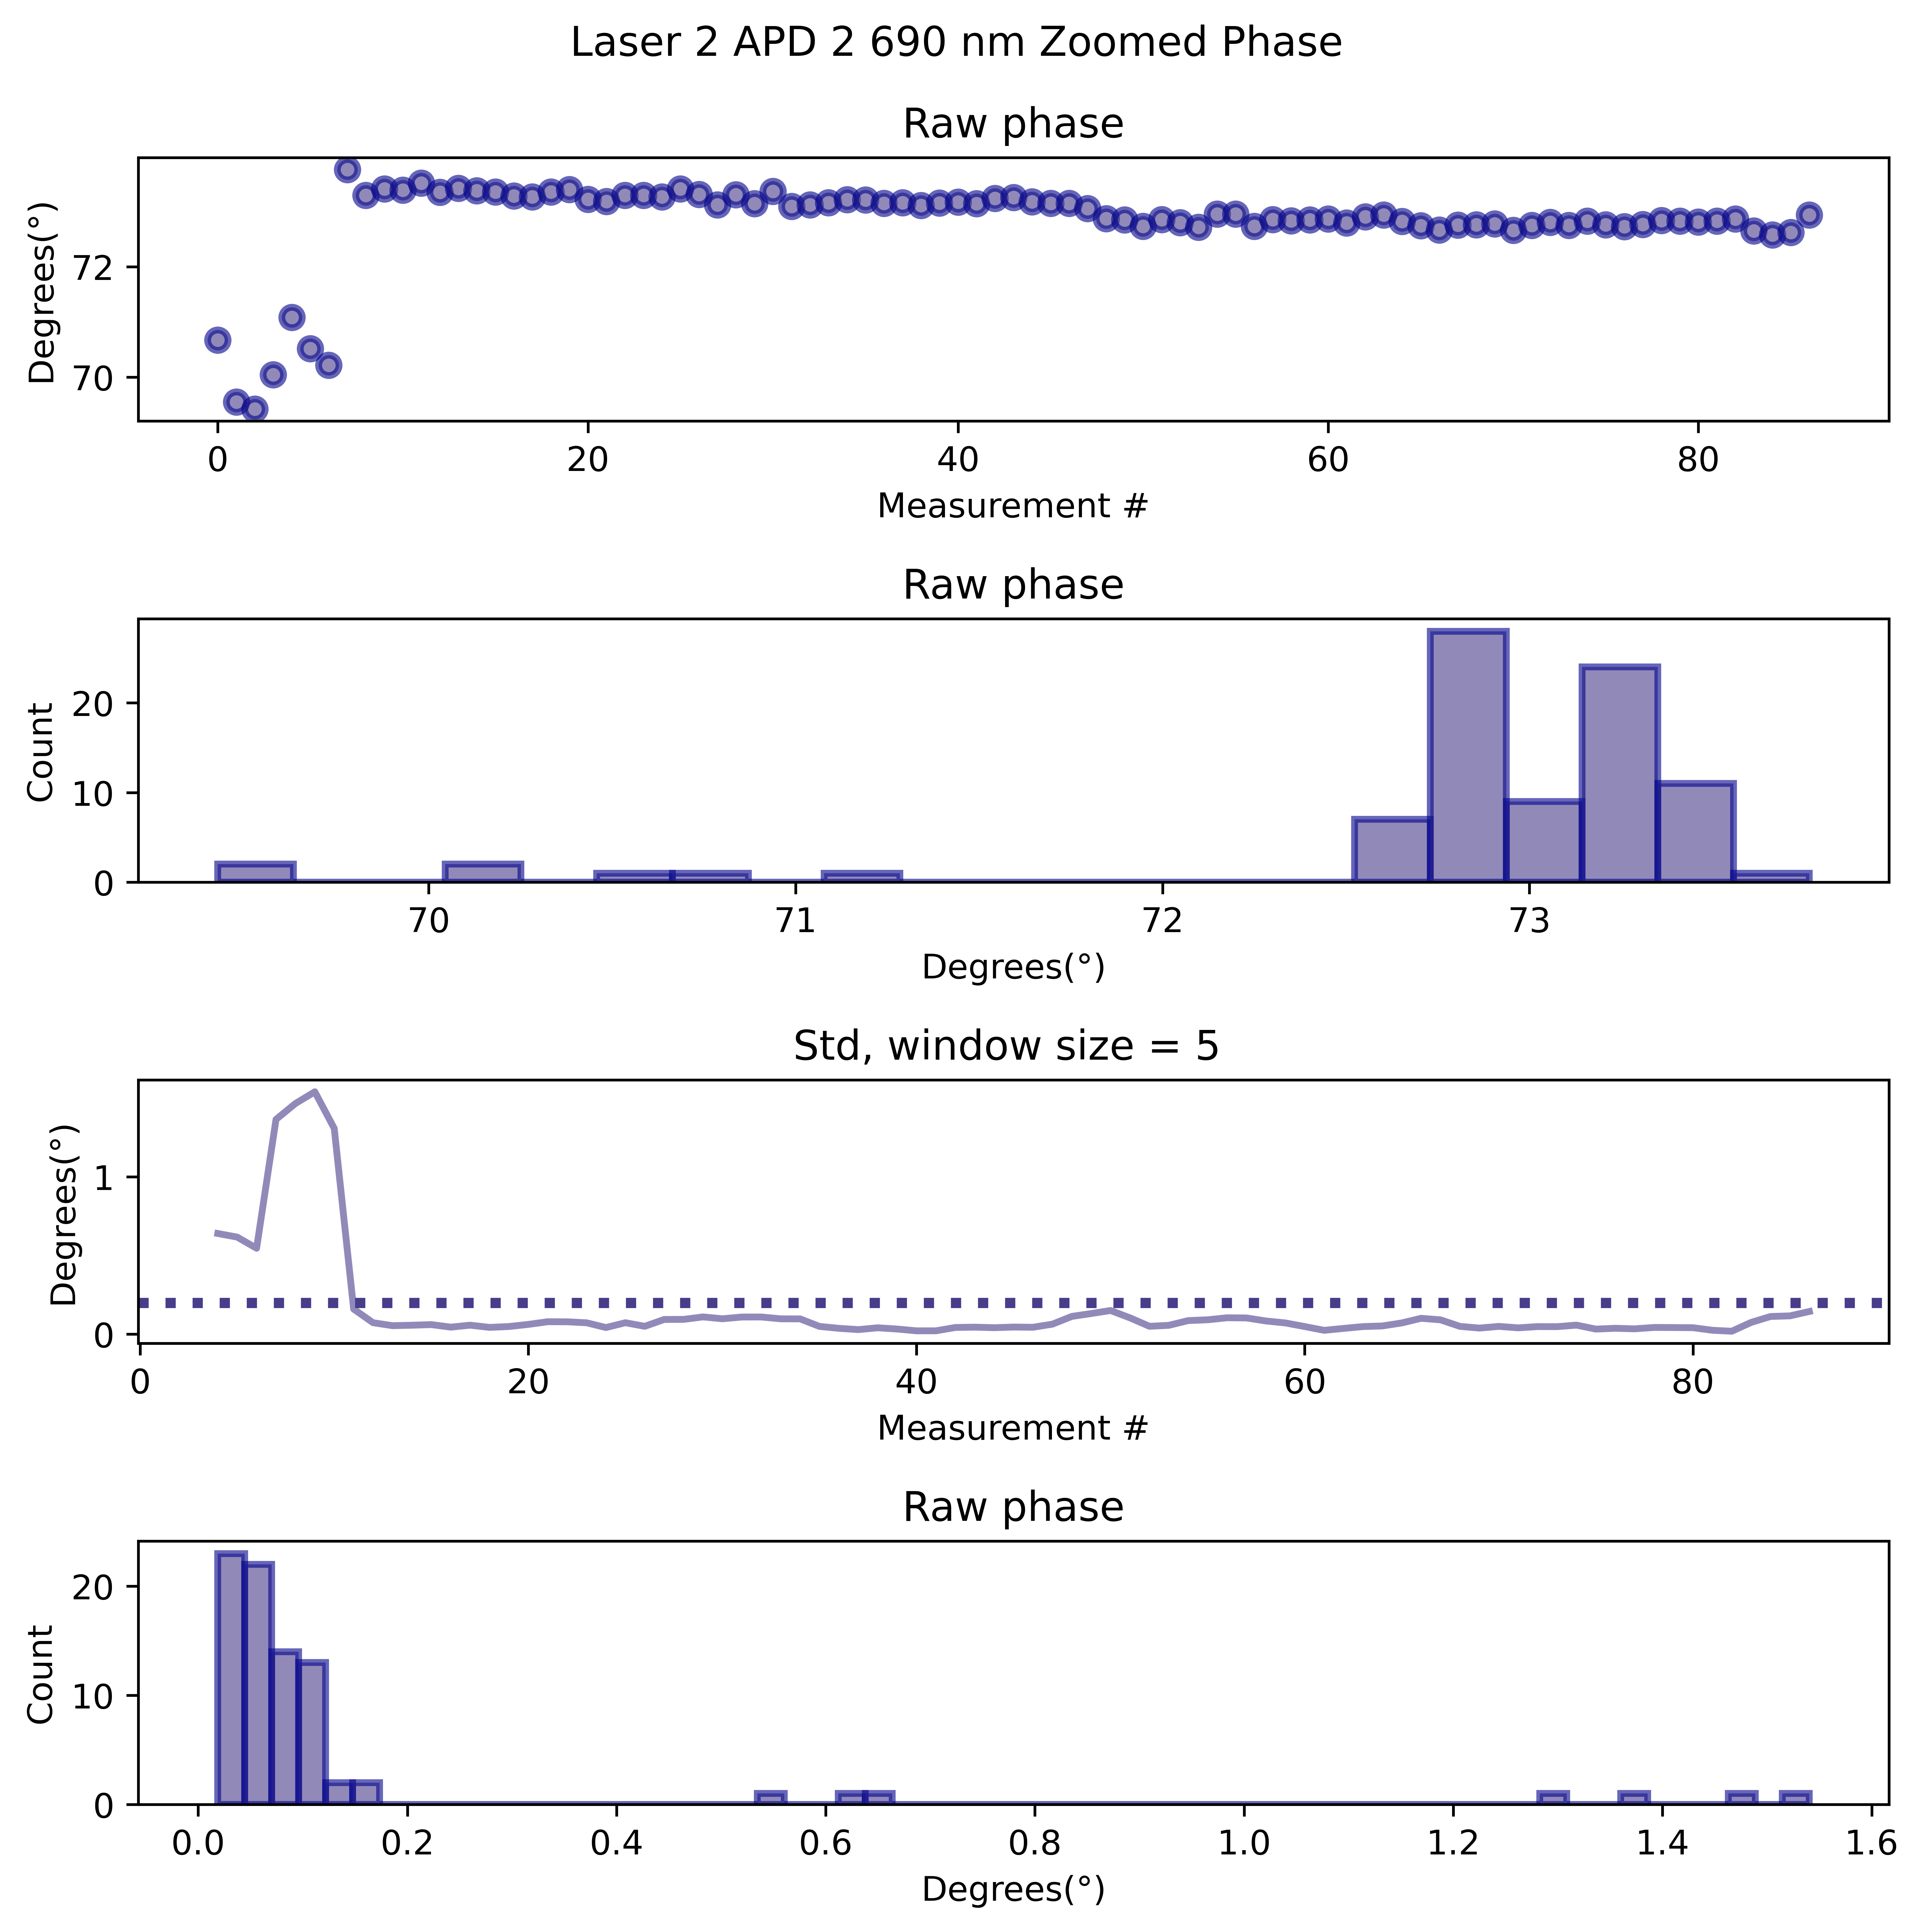 Laser 2 APD 2 690 nm Zoomed Phase
Raw phase
Degrees(°)
72
70
0 20 40 60 80
Measurement #
Raw phase
Count
20
10
0
70 71 72 73
Degrees(°)
Std, window size = 5
Degrees(°)
1
0
0 20 40 60 80
Measurement #
Raw phase
Count
20
10
0
0.0 0.2 0.4 0.6 0.8 1.0 1.2 1.4 1.6
Degrees(°)